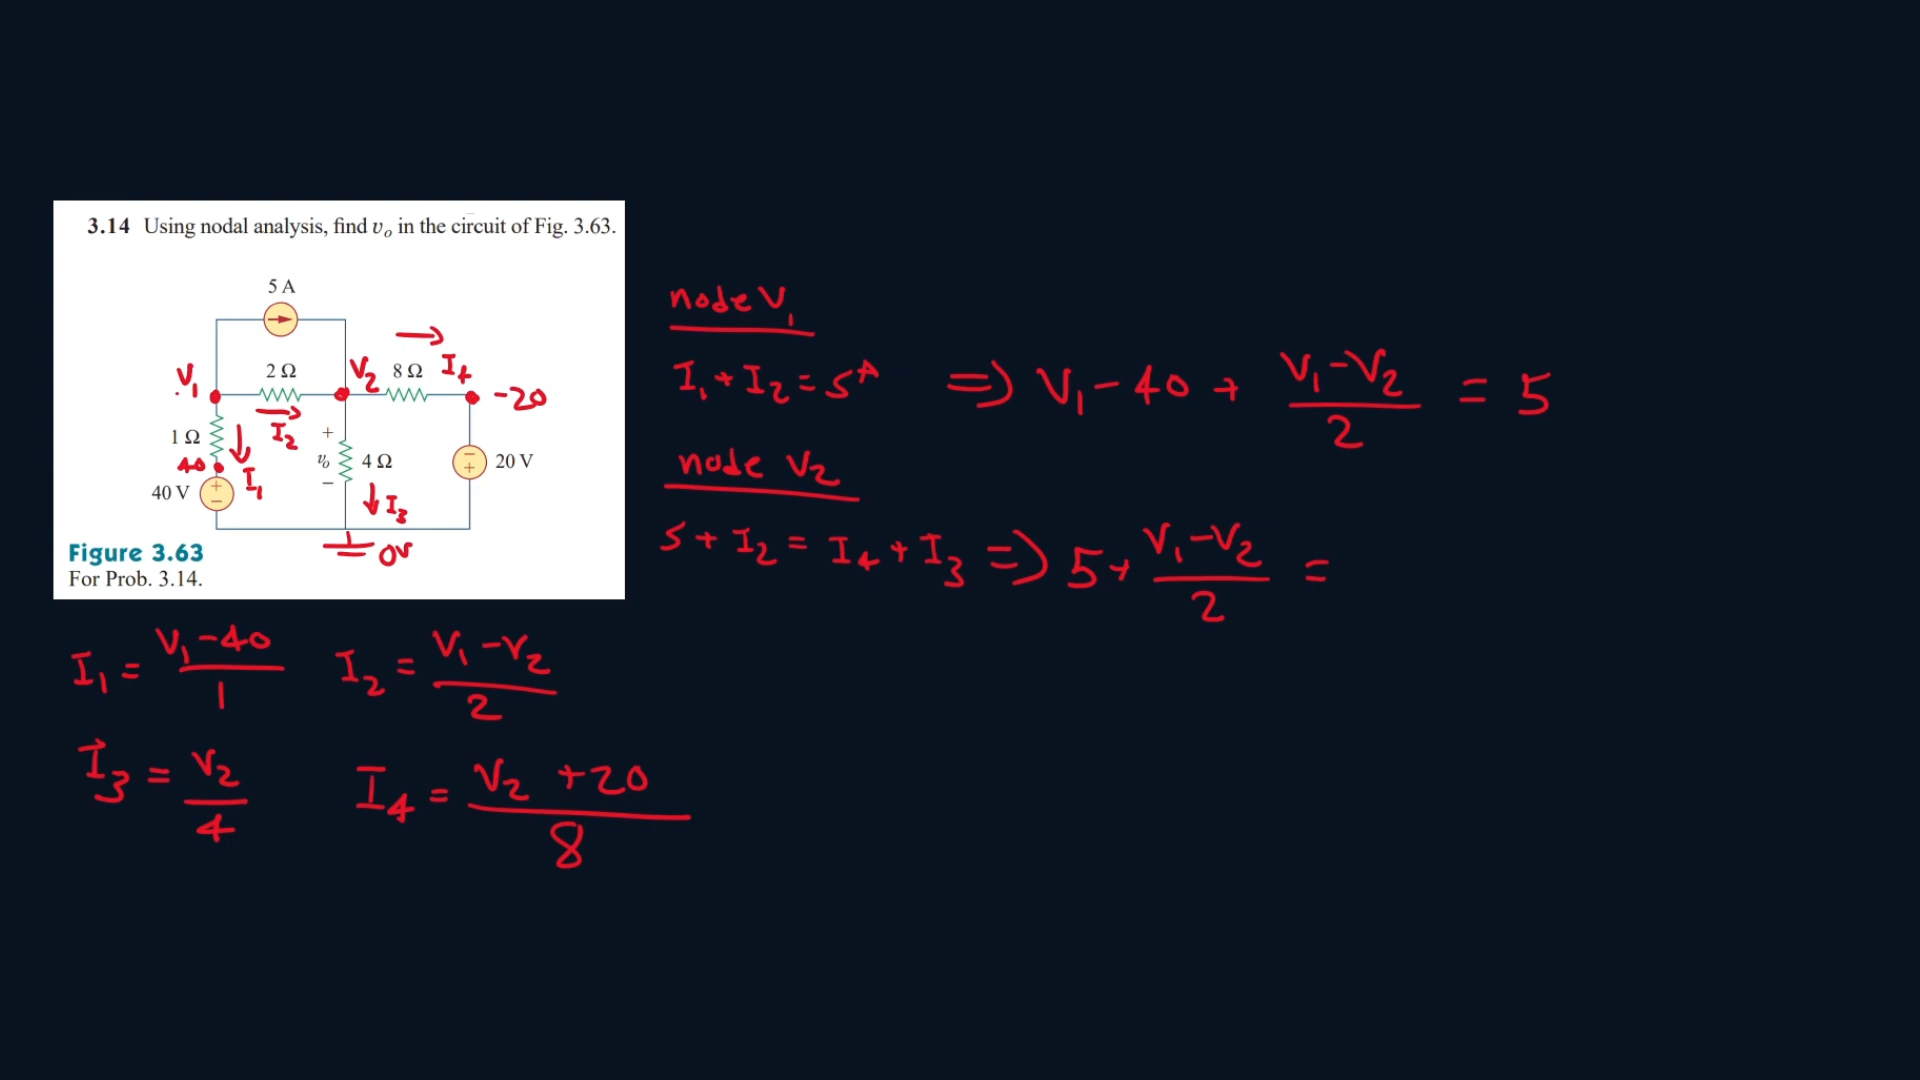 3.14 Using nodal analysis, find vₒ in the circuit of Fig. 3.63.
5 A
2 Ω
V₂
8 Ω
I₄
V₁
-20
I₂
1 Ω
+
vₒ
−
4 Ω
−
+
20 V
40
I₁
40 V
+
−
I₃
0v
Figure 3.63
For Prob. 3.14.
node V₁
I₁ + I₂ = 5A ⇒ V₁ - 40 + (V₁ - V₂)/2 = 5
node V₂
5 + I₂ = I₄ + I₃ ⇒ 5 + (V₁ - V₂)/2 =
I₁ = (V₁ - 40)/1 I₂ = (V₁ - V₂)/2
I₃ = V₂/4 I₄ = (V₂ + 20)/8